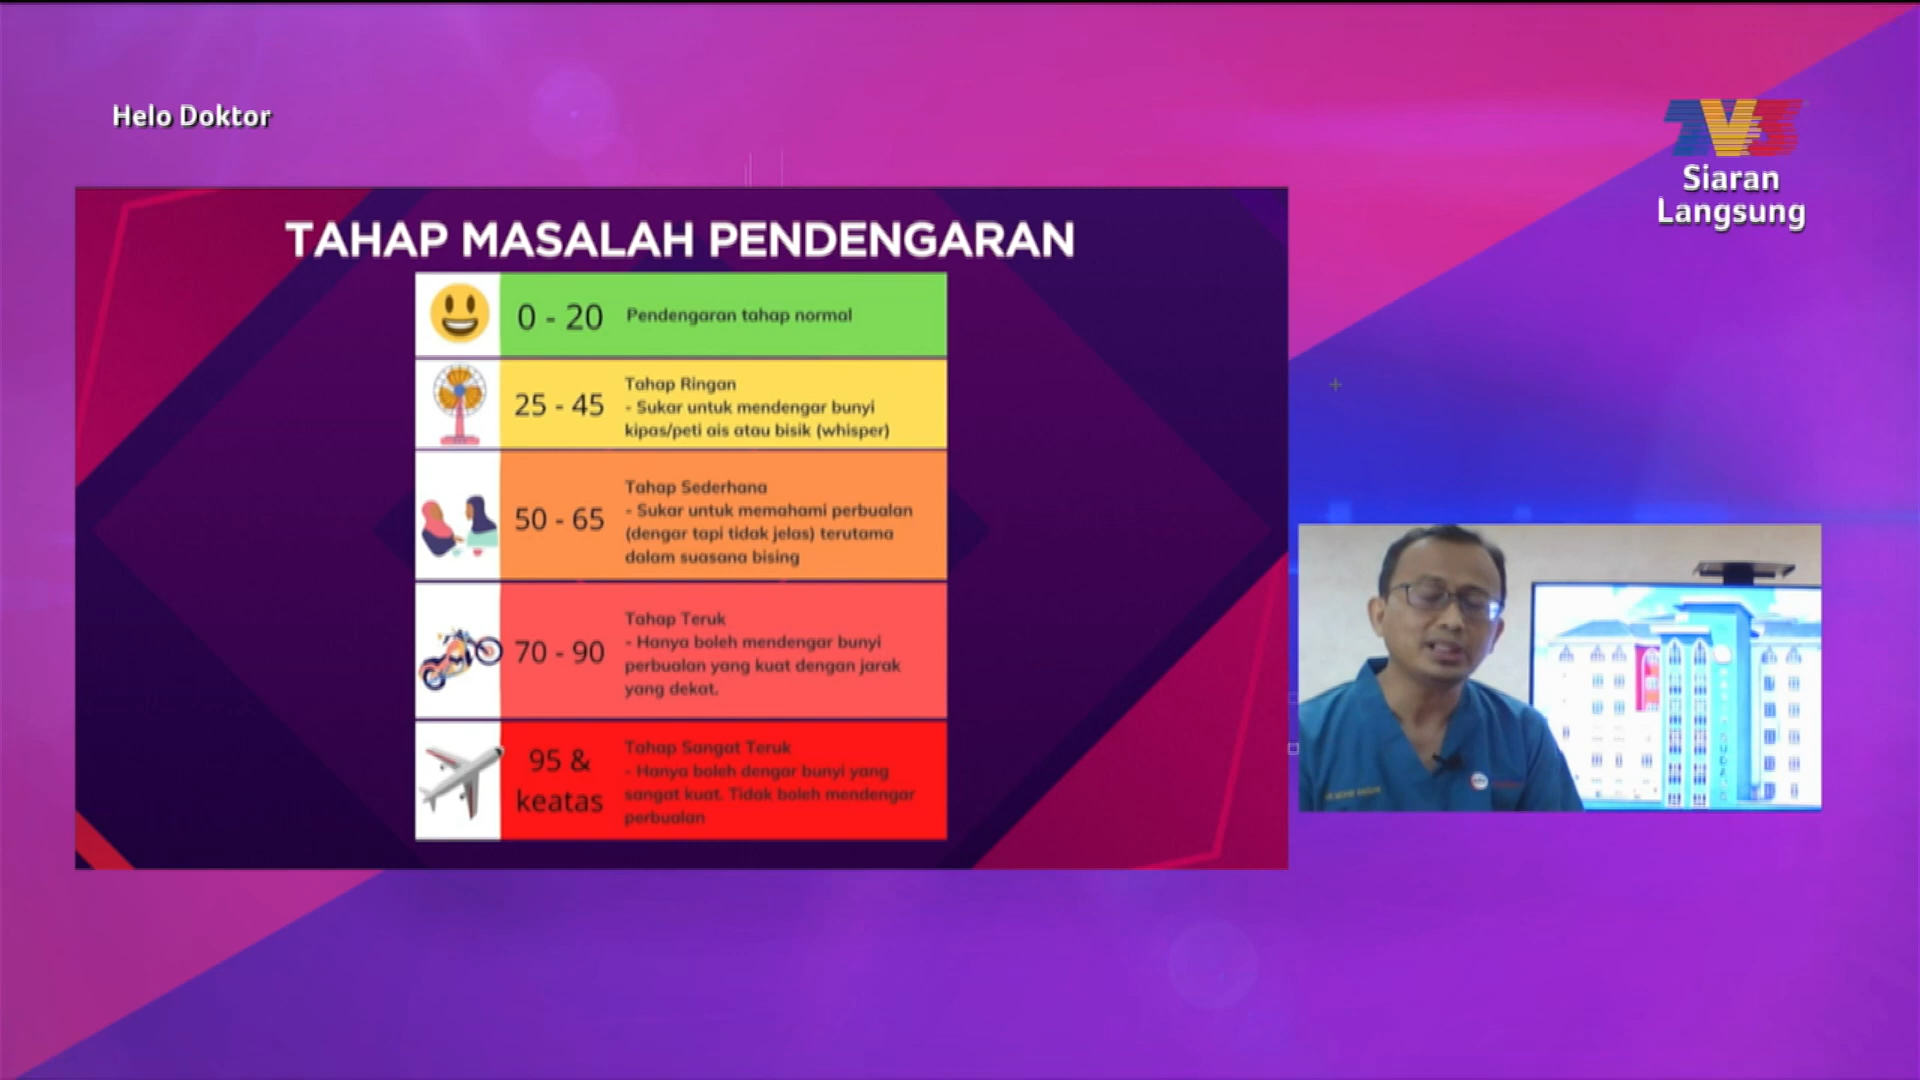 Helo Doktor
TV3
Siaran
Langsung
TAHAP MASALAH PENDENGARAN
0 - 20
Pendengaran tahap normal
25 - 45
Tahap Ringan
- Sukar untuk mendengar bunyi
kipas/peti ais atau bisik (whisper)
50 - 65
Tahap Sederhana
- Sukar untuk memahami perbualan
(dengar tapi tidak jelas) terutama
dalam suasana bising
70 - 90
Tahap Teruk
- Hanya boleh mendengar bunyi
perbualan yang kuat dengan jarak
yang dekat.
95 &
keatas
Tahap Sangat Teruk
- Hanya boleh dengar bunyi yang
sangat kuat. Tidak boleh mendengar
perbualan